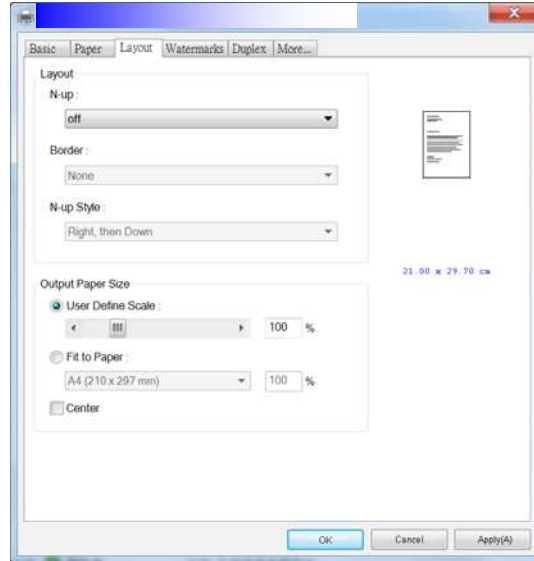 Basic Paper Layout Watermarks Duplex More...
Layout
N-up :
off
Border :
None
N-up Style :
Right, then Down
21.00 x 29.70 cm
Output Paper Size
User Define Scale :
100 %
Fit to Paper :
A4 (210 x 297 mm) 100 %
Center
OK Cancel Apply(A)